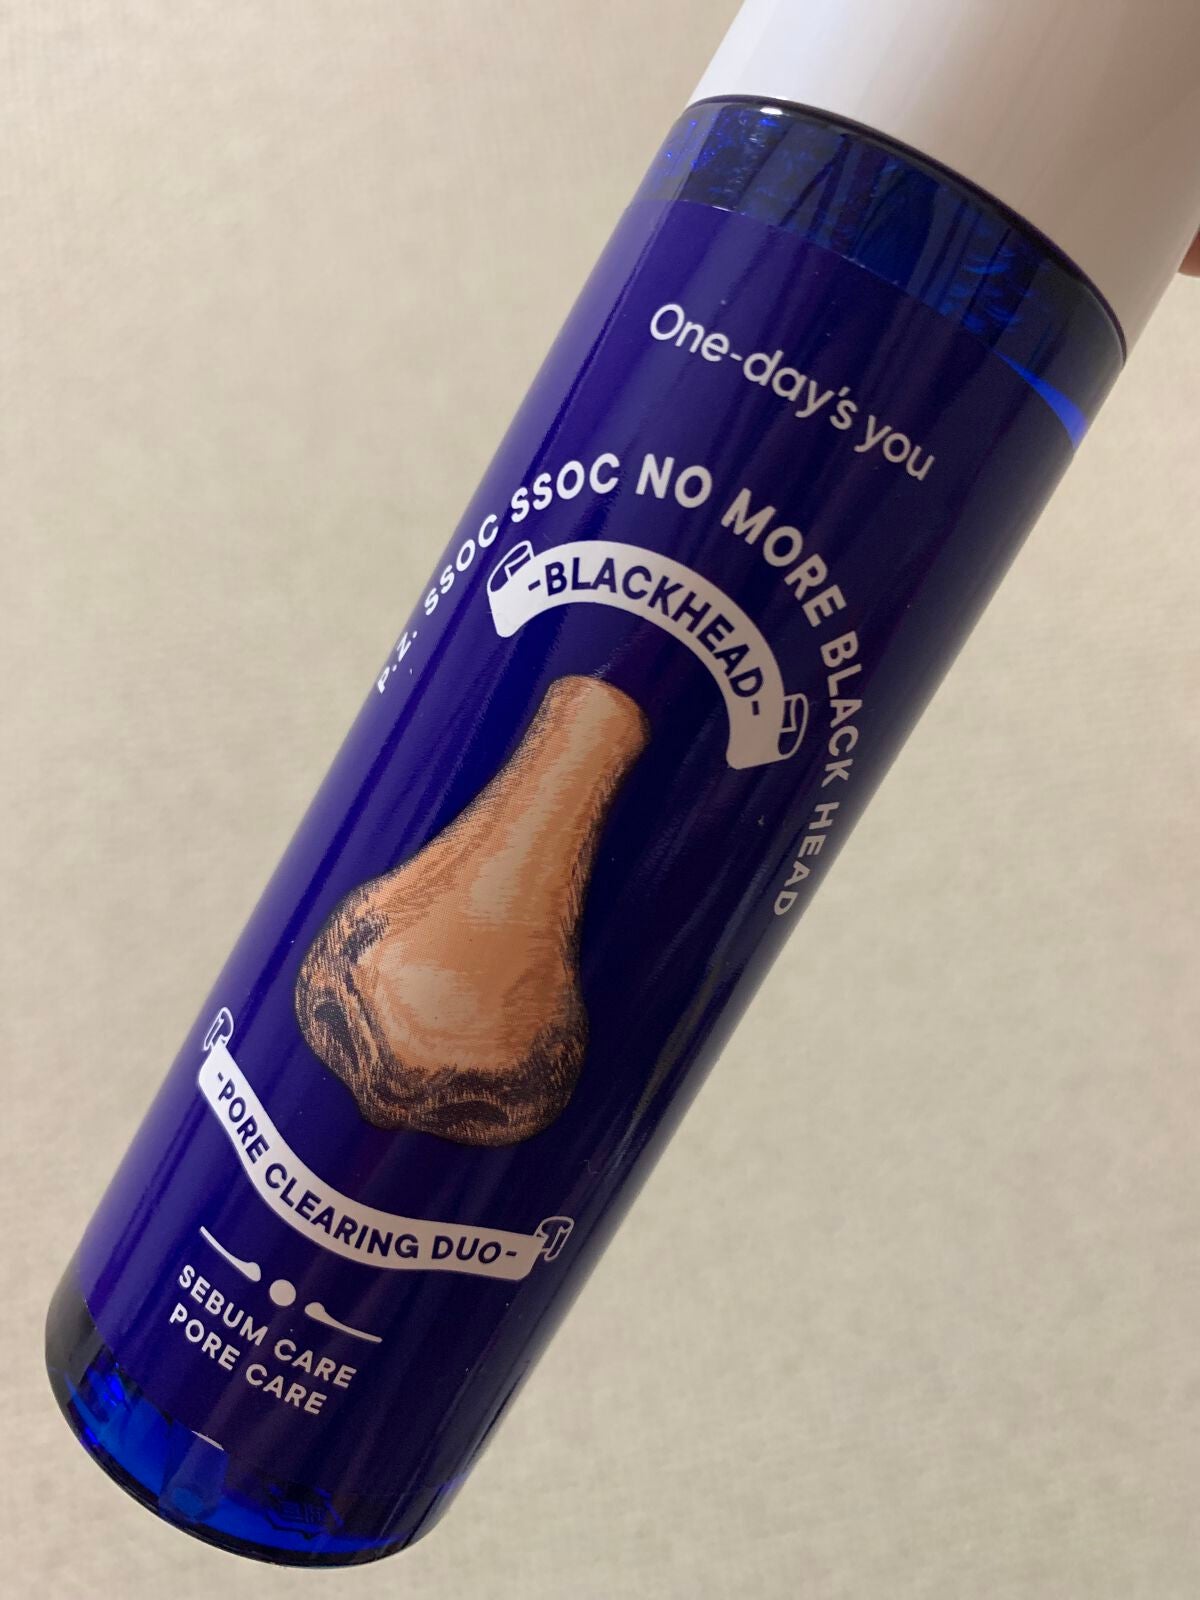 One-day's you
P.Z. SSOC SSOC NO MORE BLACK HEAD
-BLACKHEAD-
-PORE CLEARING DUO-
SEBUM CARE
PORE CARE